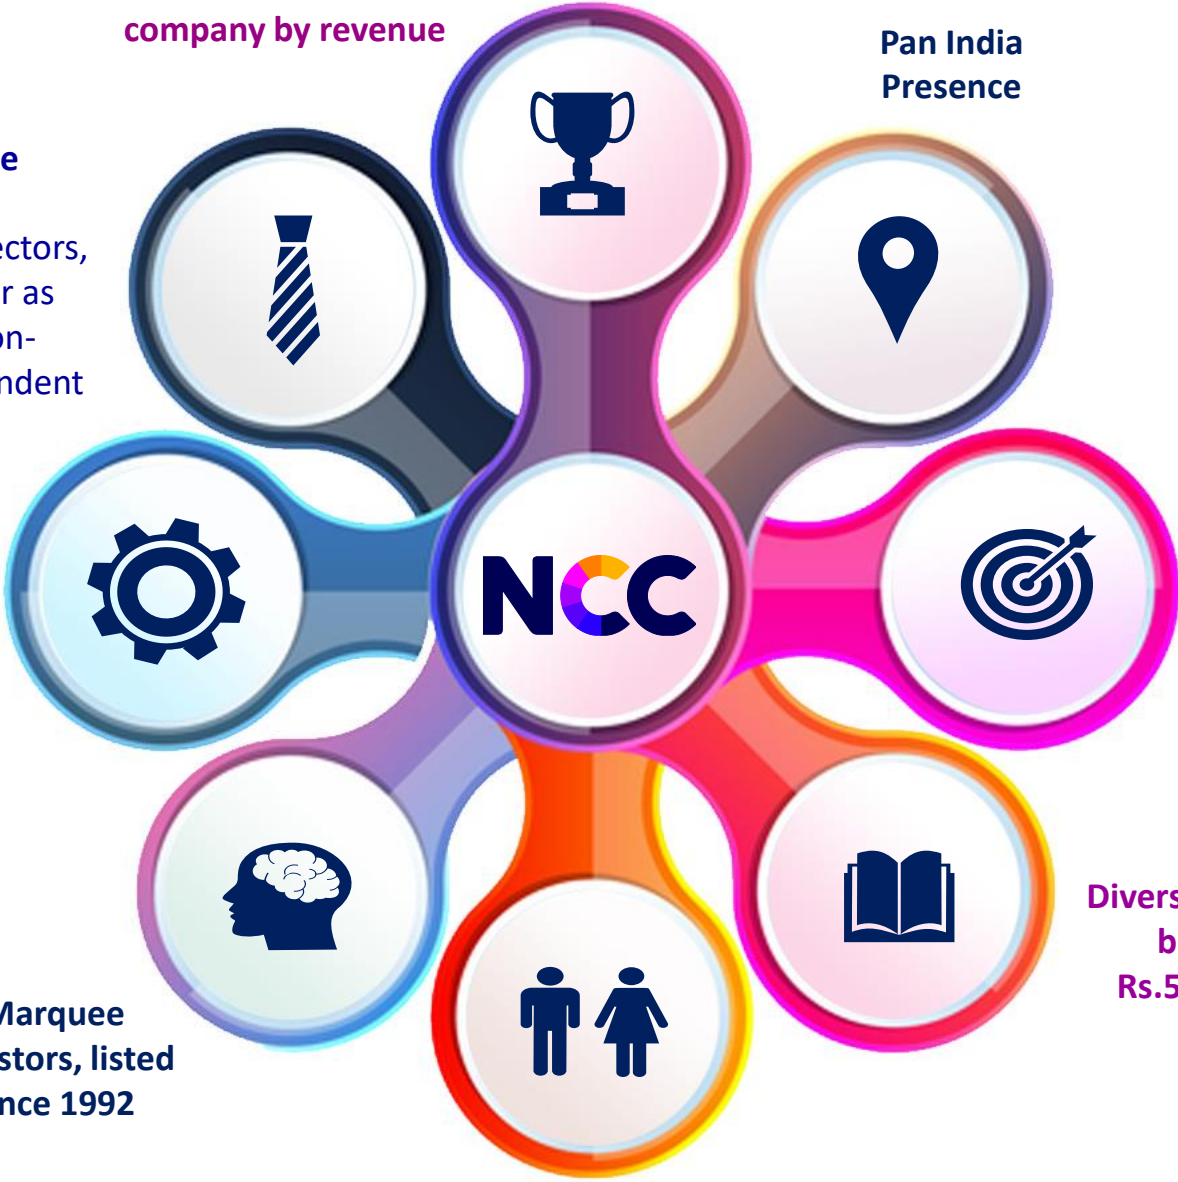 company by revenue
Pan India
Presence
e
ectors,
r as
on-
ndent
NCC
Divers
b
Rs.5
Marquee
stors, listed
nce 1992